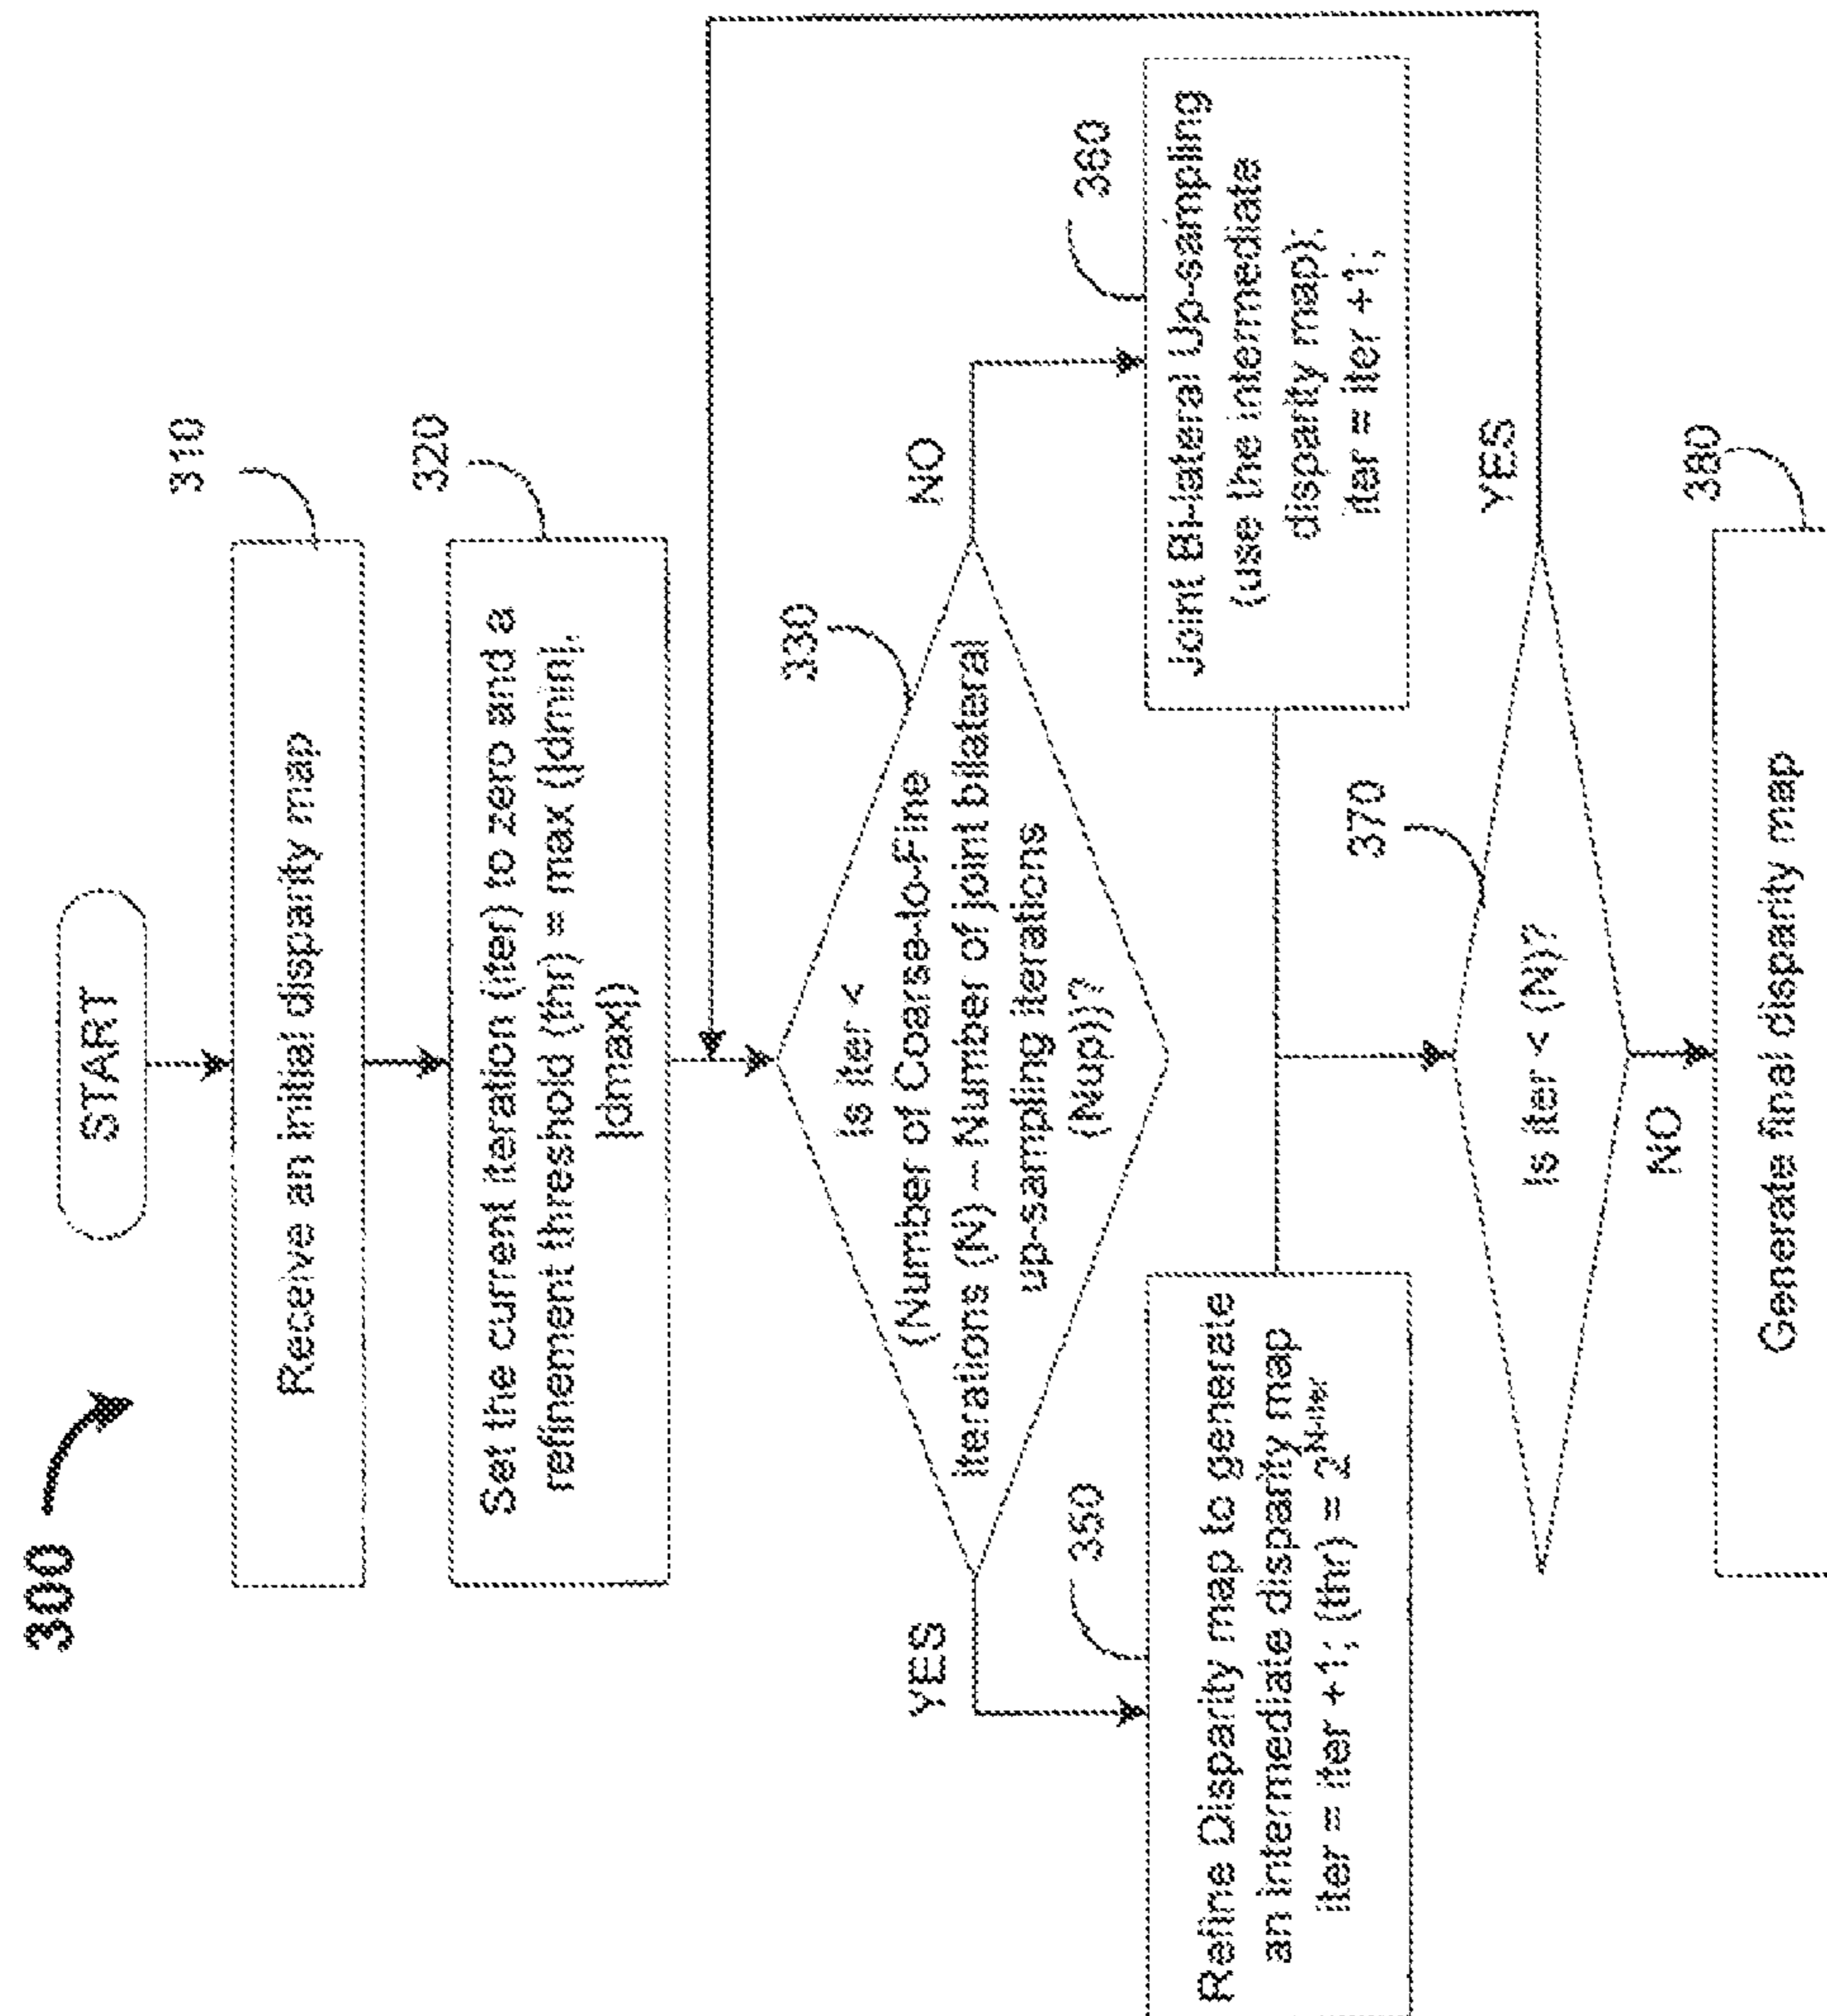 300
START
310
Receive an initial disparity map
320
Set the current iteration (iter) to zero and a
refinement threshold (thr) = max (|dmin|,
|dmax|)
330
Is iter <
(Number of Coarse-to-Fine
iterations (N) – Number of joint bilateral
up-sampling iterations
(Nup))?
YES
NO
350
Refine Disparity map to generate
an intermediate disparity map
iter = iter +1; (thr) = 2^N-iter
360
Joint Bi-lateral Up-sampling
(use the intermediate
disparity map);
iter = iter +1;
370
Is iter < (N)?
YES
NO
380
Generate final disparity map